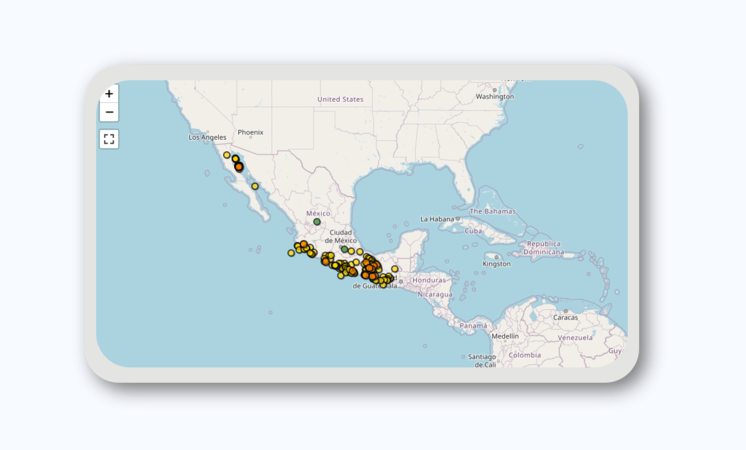 +
United States
Washington
−
Los Angeles
Phoenix
México
The Bahamas
La Habana
Cuba
Ciudad
de México
República
Dominicana
Kingston
Honduras
de Guatemala
Nicaragua
Caracas
Panamá
Medellín
Venezuela
Guy
Santiago
de Cali
Colombia